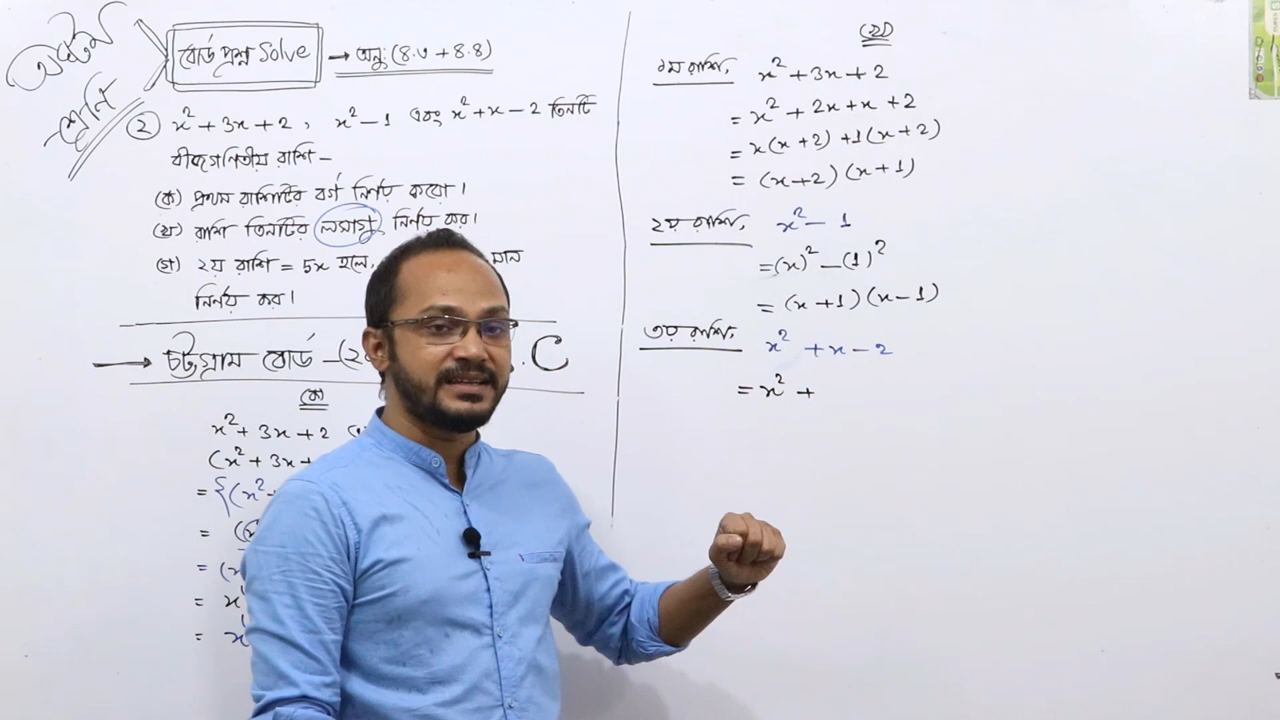 অষ্টম
শ্রেণি
বোর্ড প্রশ্ন Solve → অনু: (৪.৩ + ৪.৪)
২ x² + 3x + 2 , x² – 1 এবং x² + x – 2 তিনটি
বীজগণিতীয় রাশি –
(ক) প্রথম রাশিটির বর্গ নির্ণয় করো।
(খ) রাশি তিনটির লসাগু নির্ণয় কর।
(গ) ২য় রাশি = 5x হলে, মান
নির্ণয় কর।
→ চট্টগ্রাম বোর্ড –(২ . C
(ক)
x² + 3x + 2
(x² + 3x +
= {(x²
=
= (x
= x
= x
(খ)
১ম রাশি, x² + 3x + 2
= x² + 2x + x + 2
= x(x + 2) + 1(x + 2)
= (x+2) (x+1)
২য় রাশি, x² – 1
= (x)² – (1)²
= (x+1) (x – 1)
৩য় রাশি, x² + x – 2
= x² +